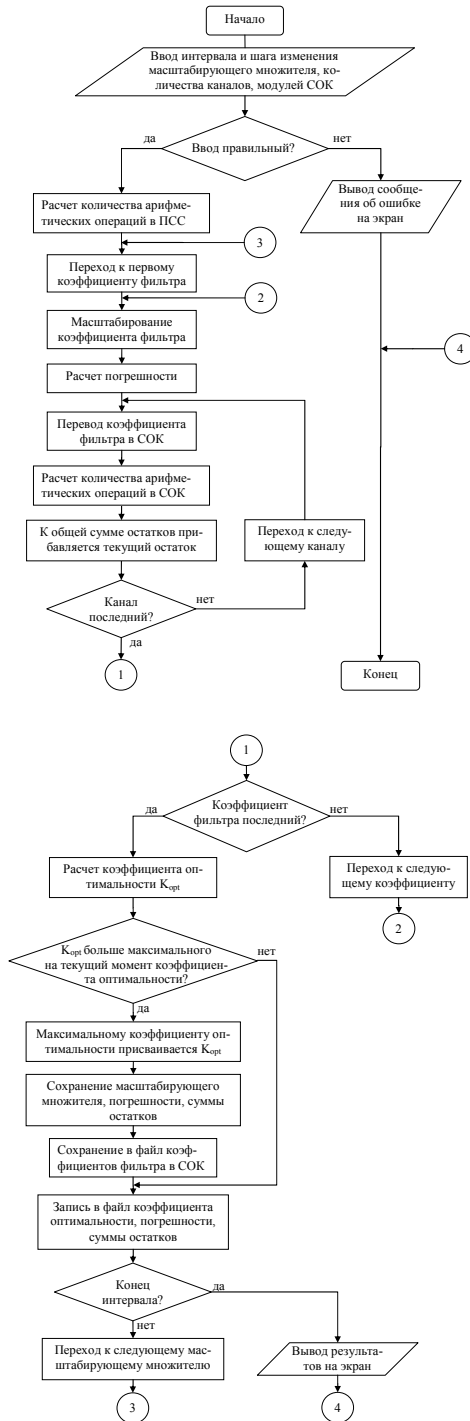 Начало
Ввод интервала и шага изменения
масштабирующего множителя, ко-
личества каналов, модулей СОК
Ввод правильный?
да
нет
Расчет количества арифме-
тических операций в ПСС
Вывод сообще-
ния об ошибке
на экран
3
Переход к первому
коэффициенту фильтра
2
Масштабирование
коэффициента фильтра
4
Расчет погрешности
Перевод коэффициента
фильтра в СОК
Расчет количества арифме-
тических операций в СОК
К общей сумме остатков при-
бавляется текущий остаток
Переход к следу-
ющему каналу
Канал
последний?
нет
да
1
Конец
1
Коэффициент
фильтра последний?
да
нет
Расчет коэффициента оп-
тимальности Kopt
Переход к следую-
щему коэффициенту
2
Kopt больше максимального
на текущий момент коэффициен-
та оптимальности?
нет
да
Максимальному коэффициенту оп-
тимальности присваивается Kopt
Сохранение масштабирующего
множителя, погрешности, суммы
остатков
Сохранение в файл коэф-
фициентов фильтра в СОК
Запись в файл коэффициента
оптимальности, погрешности,
суммы остатков
Конец
интервала?
да
нет
Переход к следующему мас-
штабирующему множителю
Вывод результа-
тов на экран
3
4